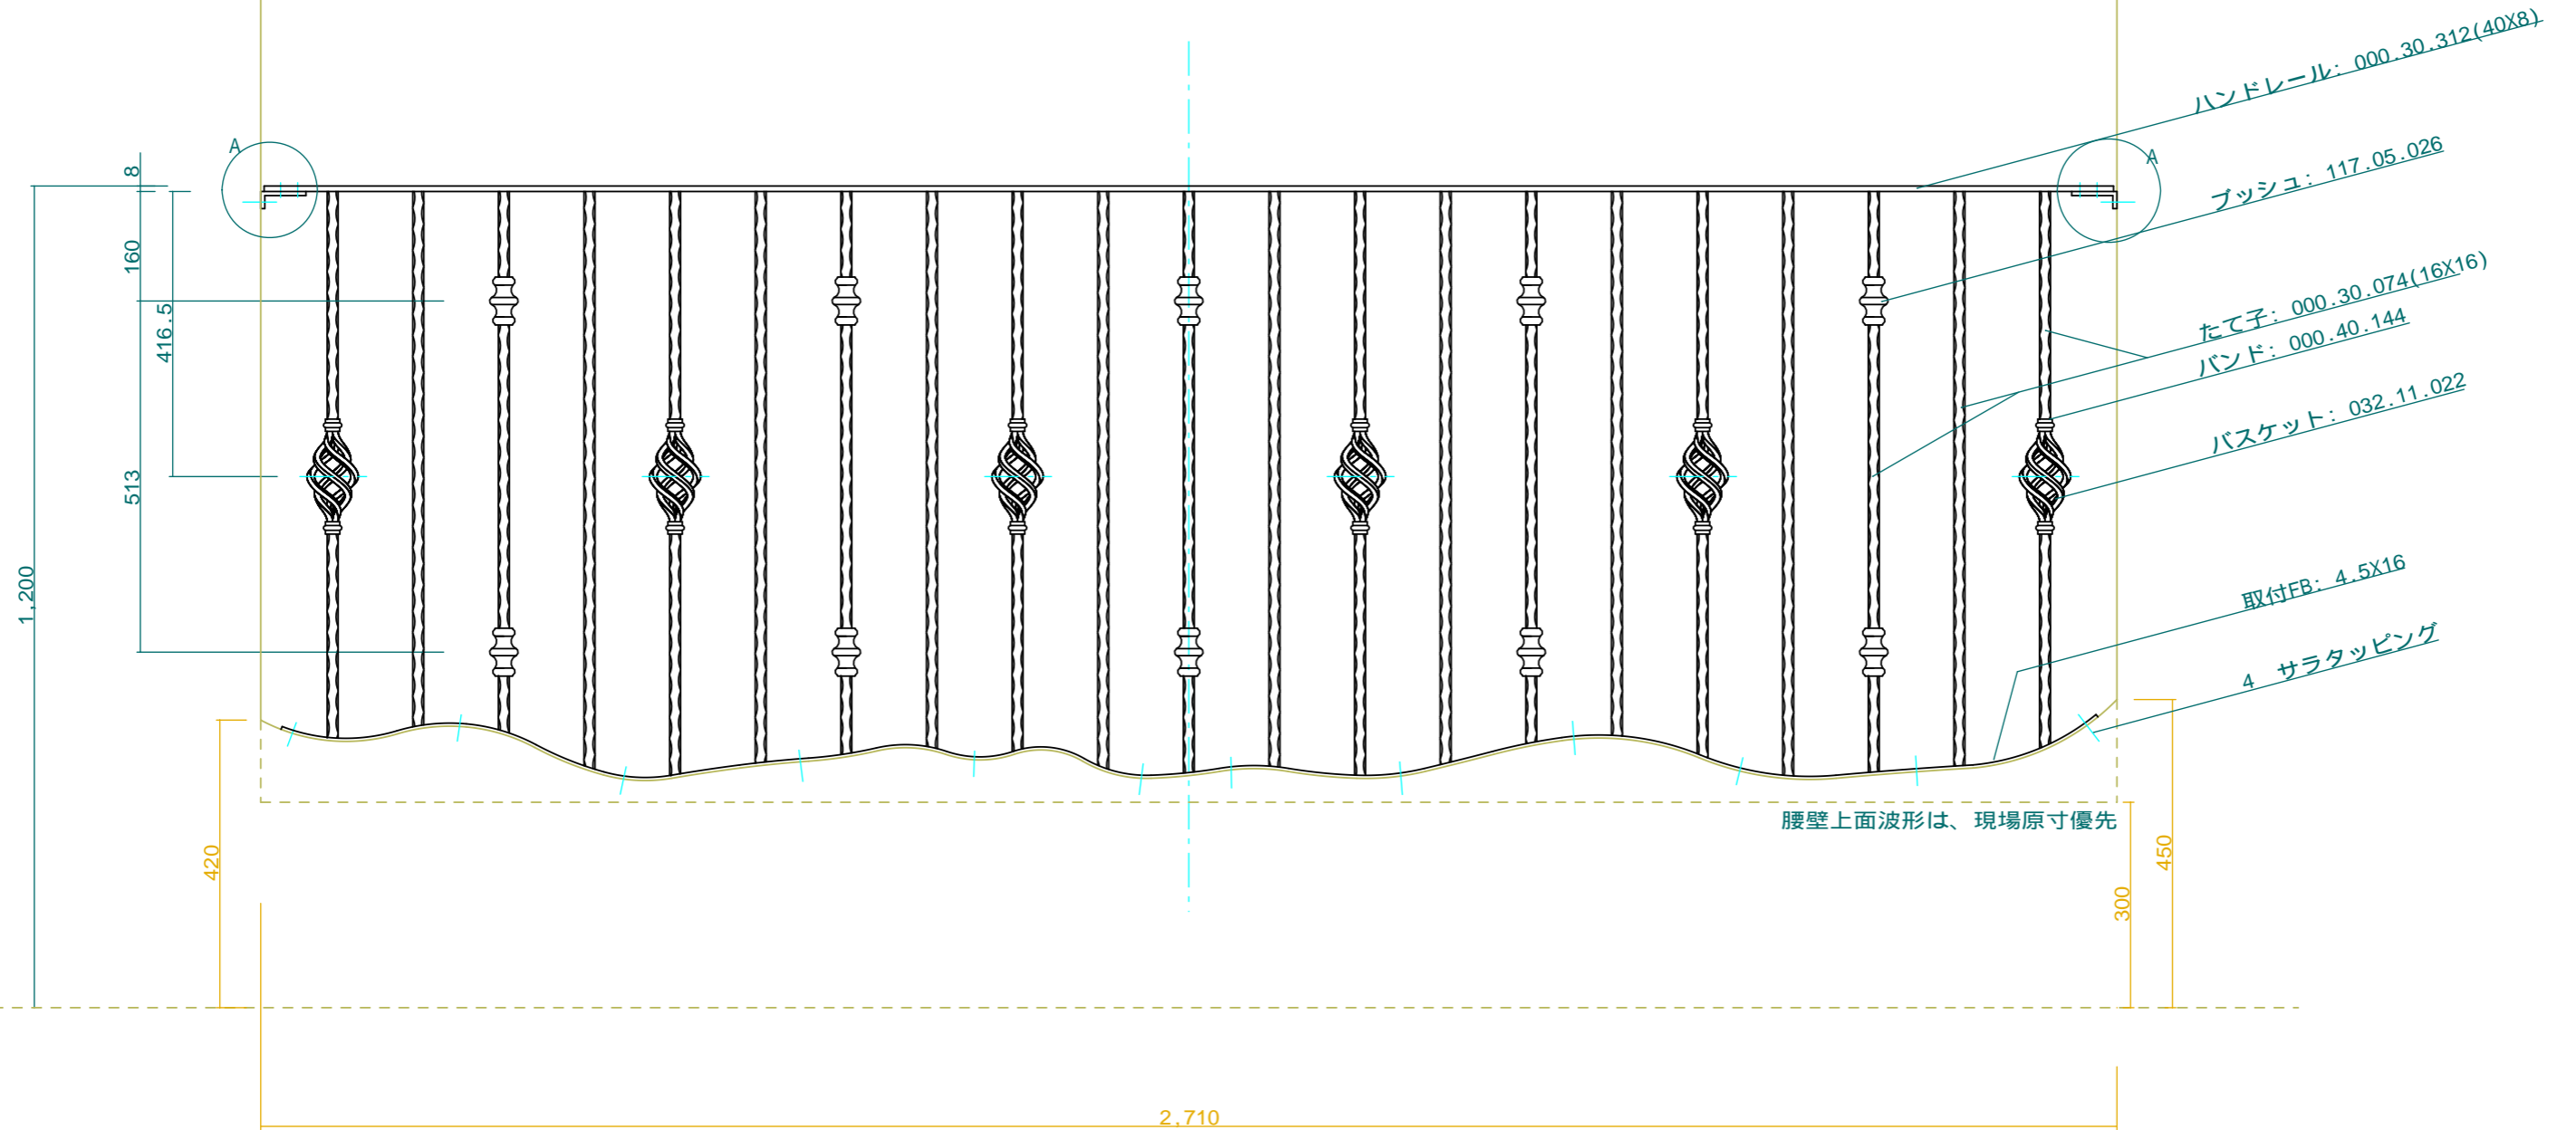 ハンドレール: 000.30.312(40X8)
A
A
ブッシュ: 117.05.026
8
160
416.5
たて子: 000.30.074(16X16)
バンド: 000.40.144
バスケット: 032.11.022
513
1,200
取付FB: 4.5X16
4 サラタッピング
腰壁上面波形は、現場原寸優先
420
300
450
2,710